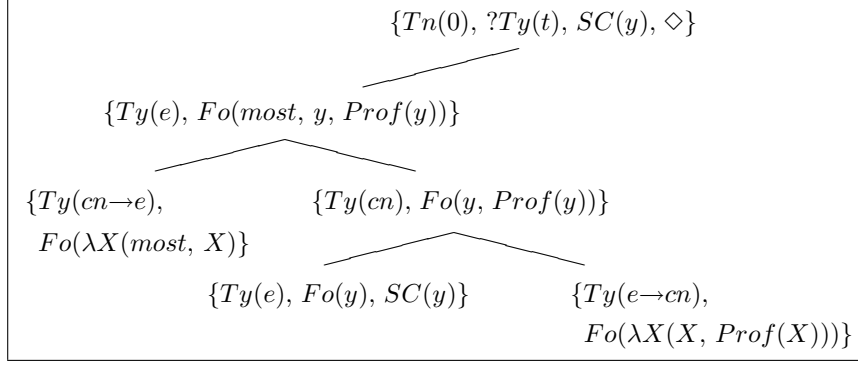 {Tn(0), ?Ty(t), SC(y), ◇}
{Ty(e), Fo(most, y, Prof(y))}
{Ty(cn→e), {Ty(cn), Fo(y, Prof(y))}
Fo(λX(most, X)}
{Ty(e), Fo(y), SC(y)} {Ty(e→cn),
Fo(λX(X, Prof(X)))}